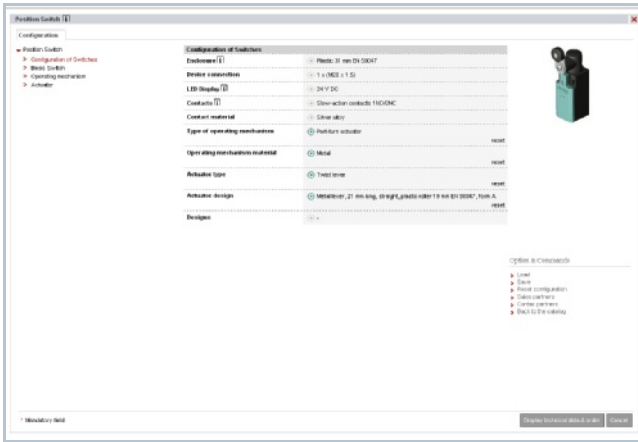 Position Switch
Configuration
Position Switch
Configuration of Switches
Basic Switch
Operating mechanism
Actuator
Configuration of Switches
Enclosure
Plastic 31 mm EN 50047
Device connection
1 x (M20 x 1.5)
LED Display
24 V DC
Contacts
Slow-action contacts 1NO/2NC
Contact material
Silver alloy
Type of operating mechanism
Part-turn actuator
reset
Operating mechanism material
Metal
reset
Actuator type
Twist lever
reset
Actuator design
Metal lever, 21 mm long, straight, plastic roller 19 mm EN 50047, Form A
reset
Designs
-
Option & Commands
Load
Save
Reset configuration
Sales partners
Contact partners
Back to the catalog
* Mandatory field
Display technical data & order
Cancel